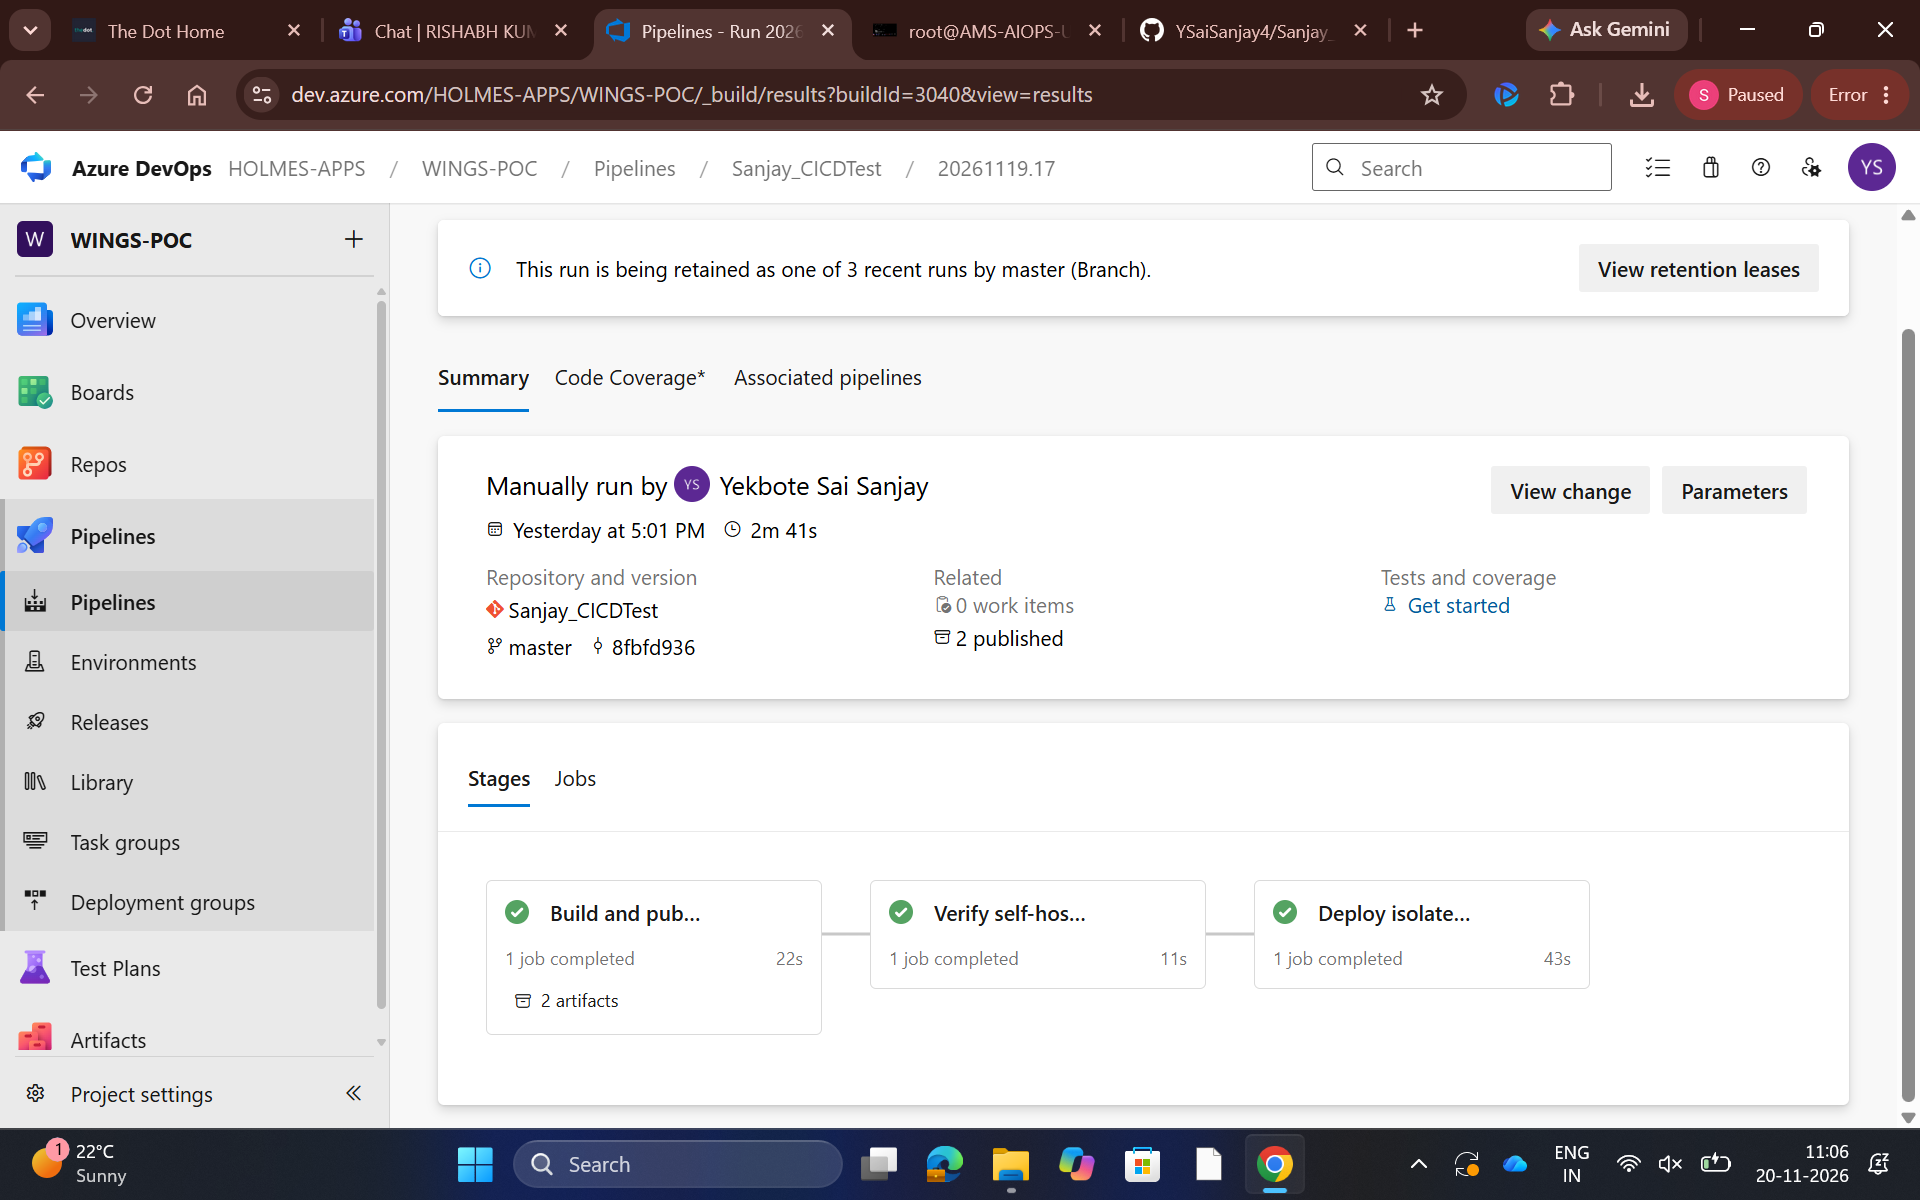 The Dot Home
Chat | RISHABH KUM
Pipelines - Run 2026
root@AMS-AIOPS-U
YSaiSanjay4/Sanjay_
Ask Gemini
dev.azure.com/HOLMES-APPS/WINGS-POC/_build/results?buildId=3040&view=results
S Paused
Error
Azure DevOps HOLMES-APPS / WINGS-POC / Pipelines / Sanjay_CICDTest / 20261119.17
Search
YS
W WINGS-POC
Overview
Boards
Repos
Pipelines
Pipelines
Environments
Releases
Library
Task groups
Deployment groups
Test Plans
Artifacts
Project settings
This run is being retained as one of 3 recent runs by master (Branch).
View retention leases
Summary Code Coverage* Associated pipelines
Manually run by YS Yekbote Sai Sanjay
View change
Parameters
Yesterday at 5:01 PM 2m 41s
Repository and version
Sanjay_CICDTest
master 8fbfd936
Related
0 work items
2 published
Tests and coverage
Get started
Stages Jobs
Build and pub...
1 job completed 22s
2 artifacts
Verify self-hos...
1 job completed 11s
Deploy isolate...
1 job completed 43s
1
22°C
Sunny
Search
ENG
IN
11:06
20-11-2026